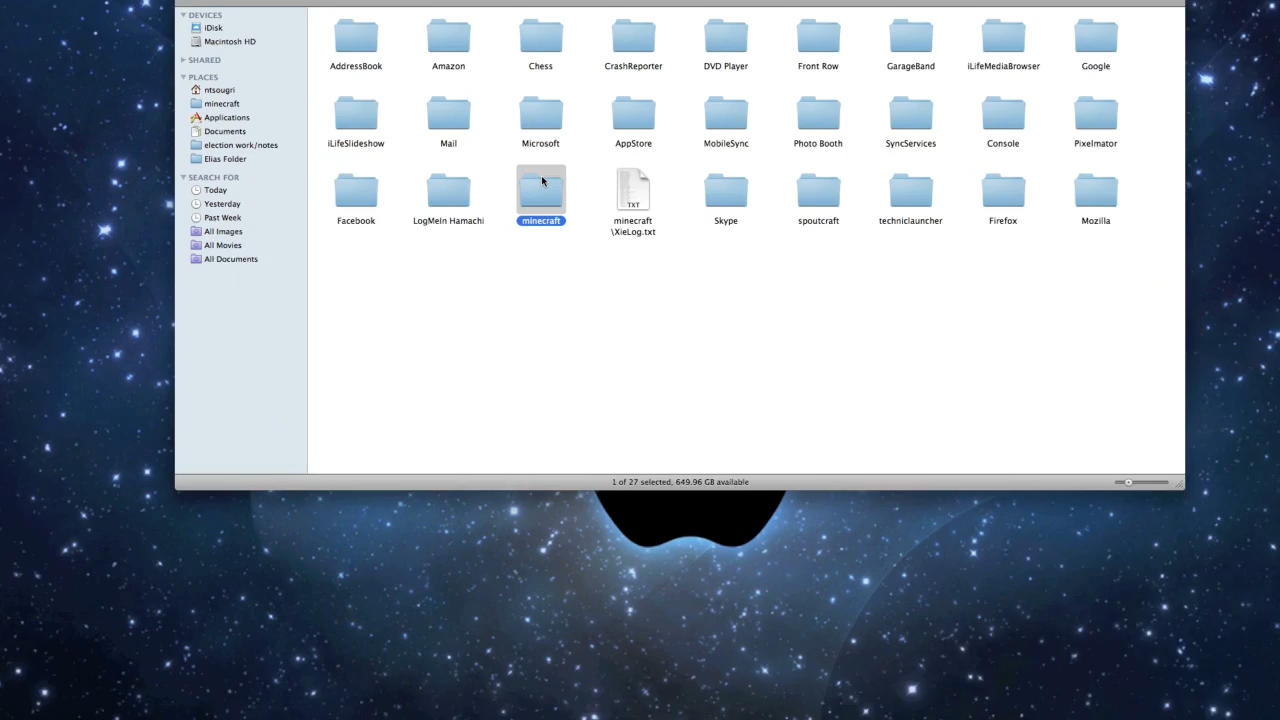 DEVICES
iDisk
Macintosh HD
SHARED
PLACES
ntsougri
minecraft
Applications
Documents
election work/notes
Elias Folder
SEARCH FOR
Today
Yesterday
Past Week
All Images
All Movies
All Documents
AddressBook
Amazon
Chess
CrashReporter
DVD Player
Front Row
GarageBand
iLifeMediaBrowser
Google
iLifeSlideshow
Mail
Microsoft
AppStore
MobileSync
Photo Booth
SyncServices
Console
Pixelmator
Facebook
LogMeIn Hamachi
minecraft
TXT
minecraft
\XieLog.txt
Skype
spoutcraft
techniclauncher
Firefox
Mozilla
1 of 27 selected, 649.96 GB available